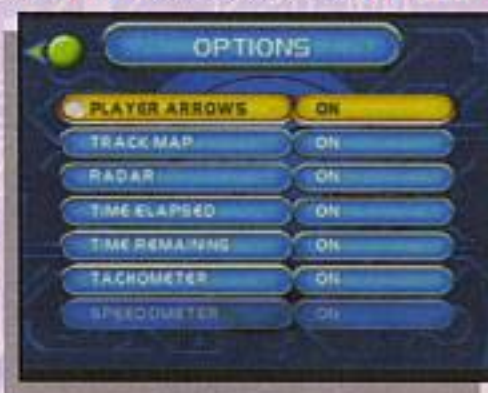 OPTIONS
PLAYER ARROWS ON
TRACK MAP ON
RADAR ON
TIME ELAPSED ON
TIME REMAINING ON
TACHOMETER ON
SPEEDOMETER ON